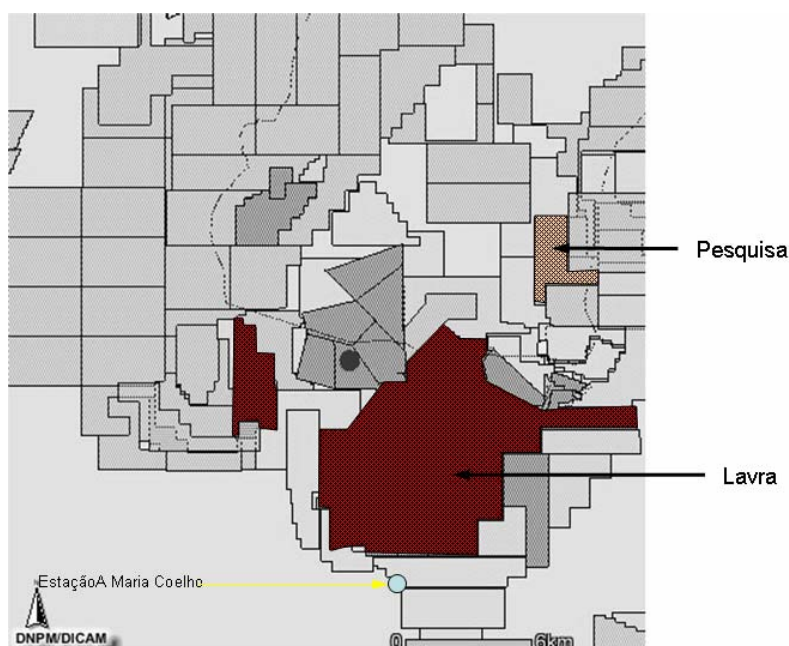 Pesquisa
Lavra
EstaçãoA Maria Coelho
DNPM/DICAM
0 6km